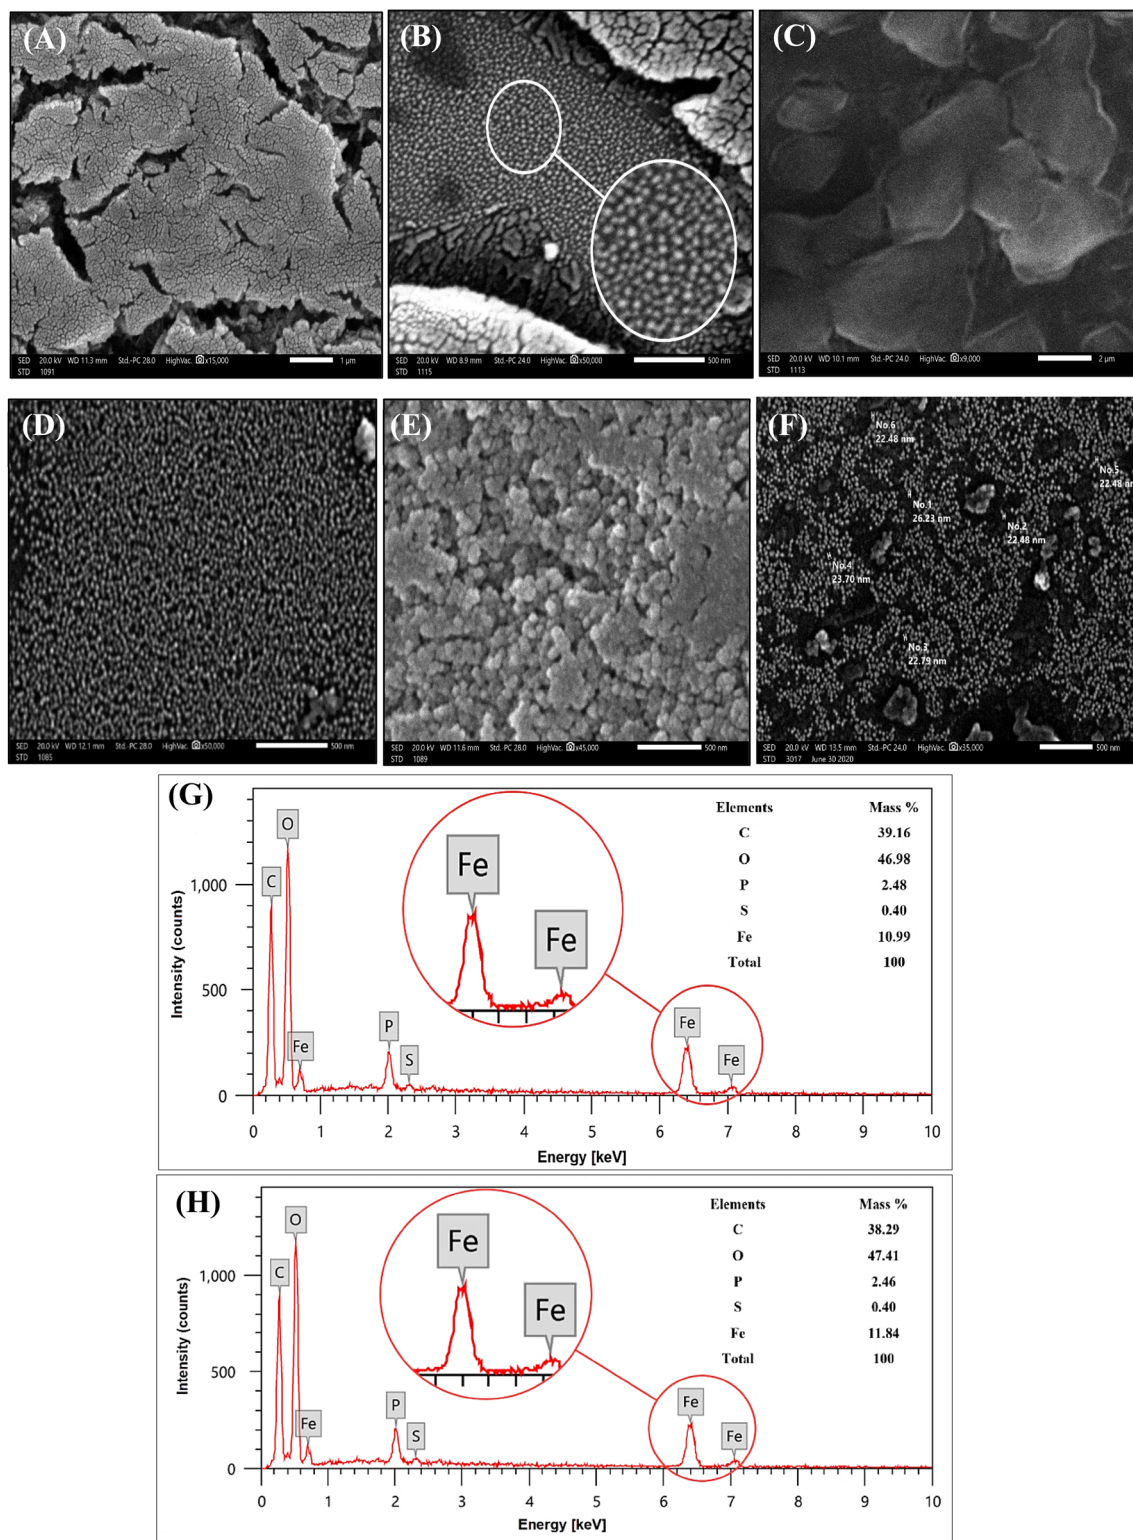 (A)
SED 20.0 kV WD 11.3 mm Std.-PC 28.0 HighVac. x15,000 1 µm
STD 1091
(B)
SED 20.0 kV WD 8.9 mm Std.-PC 24.0 HighVac. x50,000 500 nm
STD 1115
(C)
SED 20.0 kV WD 10.1 mm Std.-PC 24.0 HighVac. x9,000 2 µm
STD 1113
(D)
SED 20.0 kV WD 12.1 mm Std.-PC 28.0 HighVac. x50,000 500 nm
STD 1085
(E)
SED 20.0 kV WD 11.6 mm Std.-PC 28.0 HighVac. x45,000 500 nm
STD 1089
(F)
No.6
22.48 nm
No.5
22.48 nm
No.1
26.23 nm
No.2
22.48 nm
No.4
23.70 nm
No.3
22.79 nm
SED 20.0 kV WD 13.5 mm Std.-PC 24.0 HighVac. x35,000 500 nm
STD 3017 June 30 2020
(G)
Elements Mass %
C 39.16
O 46.98
P 2.48
S 0.40
Fe 10.99
Total 100
O
C
Fe
P
S
Fe
Fe
Fe
Fe
Intensity (counts)
1,000
500
0
0 1 2 3 4 5 6 7 8 9 10
Energy [keV]
(H)
Elements Mass %
C 38.29
O 47.41
P 2.46
S 0.40
Fe 11.84
Total 100
O
C
Fe
P
S
Fe
Fe
Fe
Fe
Intensity (counts)
1,000
500
0
0 1 2 3 4 5 6 7 8 9 10
Energy [keV]